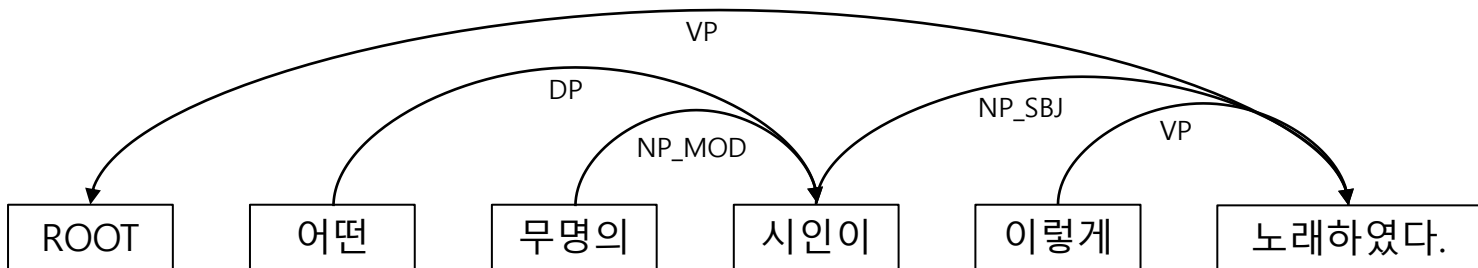 VP
DP
NP_SBJ
NP_MOD
VP
ROOT 어떤 무명의 시인이 이렇게 노래하였다.